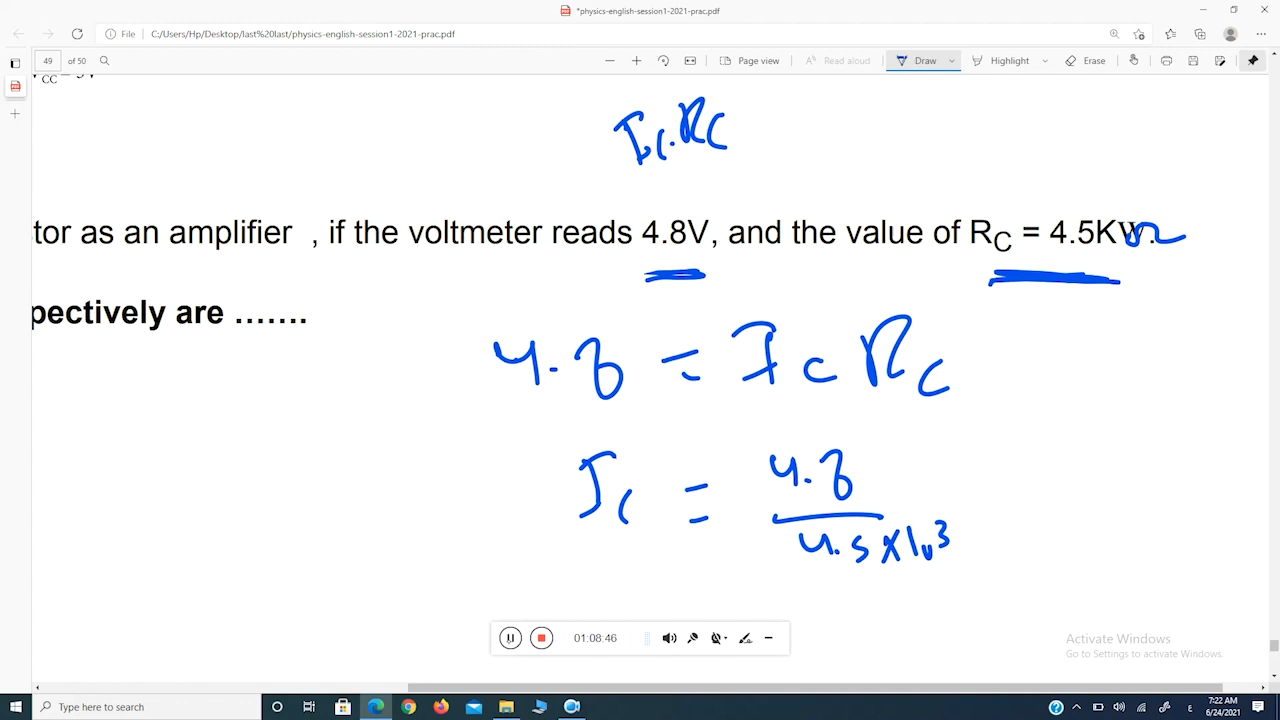 *physics-english-session1-2021-prac.pdf
File C:/Users/Hp/Desktop/last%20last/physics-english-session1-2021-prac.pdf
49 of 50 Page view Read aloud Draw Highlight Erase
Ic.Rc
tor as an amplifier , if the voltmeter reads 4.8V, and the value of RC = 4.5KΩ.
pectively are …….
4.8 = Ic Rc
Ic = 4.8
4.5 x 10³
01:08:46
Activate Windows
Go to Settings to activate Windows.
Type here to search
7:22 AM
6/24/2021